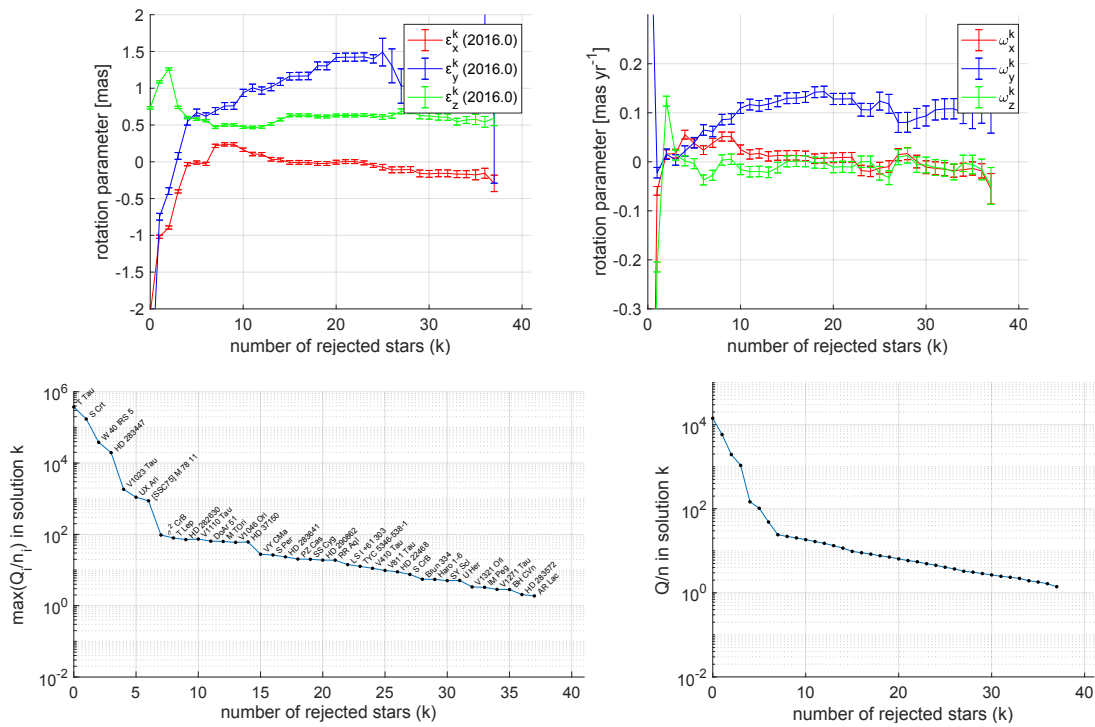 rotation parameter [mas]
2
1.5
1
0.5
0
-0.5
-1
-1.5
-2
0 10 20 30 40
number of rejected stars (k)
ε_x^k (2016.0)
ε_y^k (2016.0)
ε_z^k (2016.0)
rotation parameter [mas yr^-1]
0.2
0.1
0
-0.1
-0.2
-0.3
0 10 20 30 40
number of rejected stars (k)
ω_x^k
ω_y^k
ω_z^k
max(Q_i/n_i) in solution k
10^6
10^4
10^2
10^0
10^-2
T Tau
S Crt
W 40 IRS 5
HD 283447
V1023 Tau
UX Ari
[SSC75] M 78 11
σ^2 CrB
T Lep
HD 282630
V1110 Tau
DoAr 51
M TOri
V1046 Ori
HD 37150
VY CMa
S Per
HD 283641
PZ Cas
SS Cyg
HD 290862
RR Aql
LS I +61 303
TYC 5346-538-1
V410 Tau
V811 Tau
HD 22468
S CrB
Brun 334
Haro 1-6
SY Scl
U Her
V1321 Ori
IM Peg
V1271 Tau
BH CVn
HD 283572
AR Lac
0 5 10 15 20 25 30 35 40
number of rejected stars (k)
Q/n in solution k
10^4
10^2
10^0
10^-2
0 10 20 30 40
number of rejected stars (k)